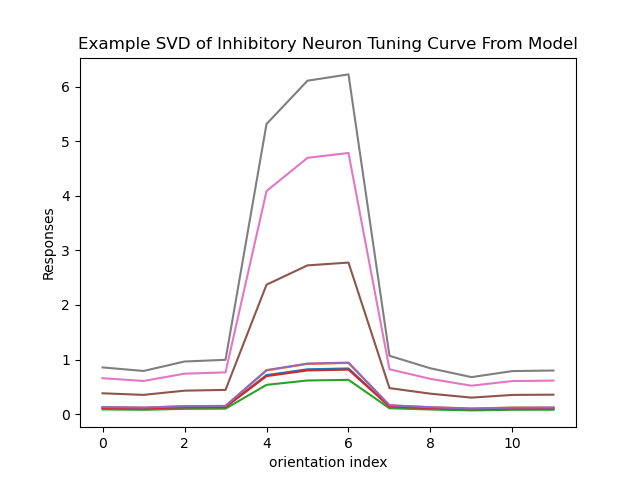 Example SVD of Inhibitory Neuron Tuning Curve From Model
6
5
4
3
2
1
0
Responses
0 2 4 6 8 10
orientation index